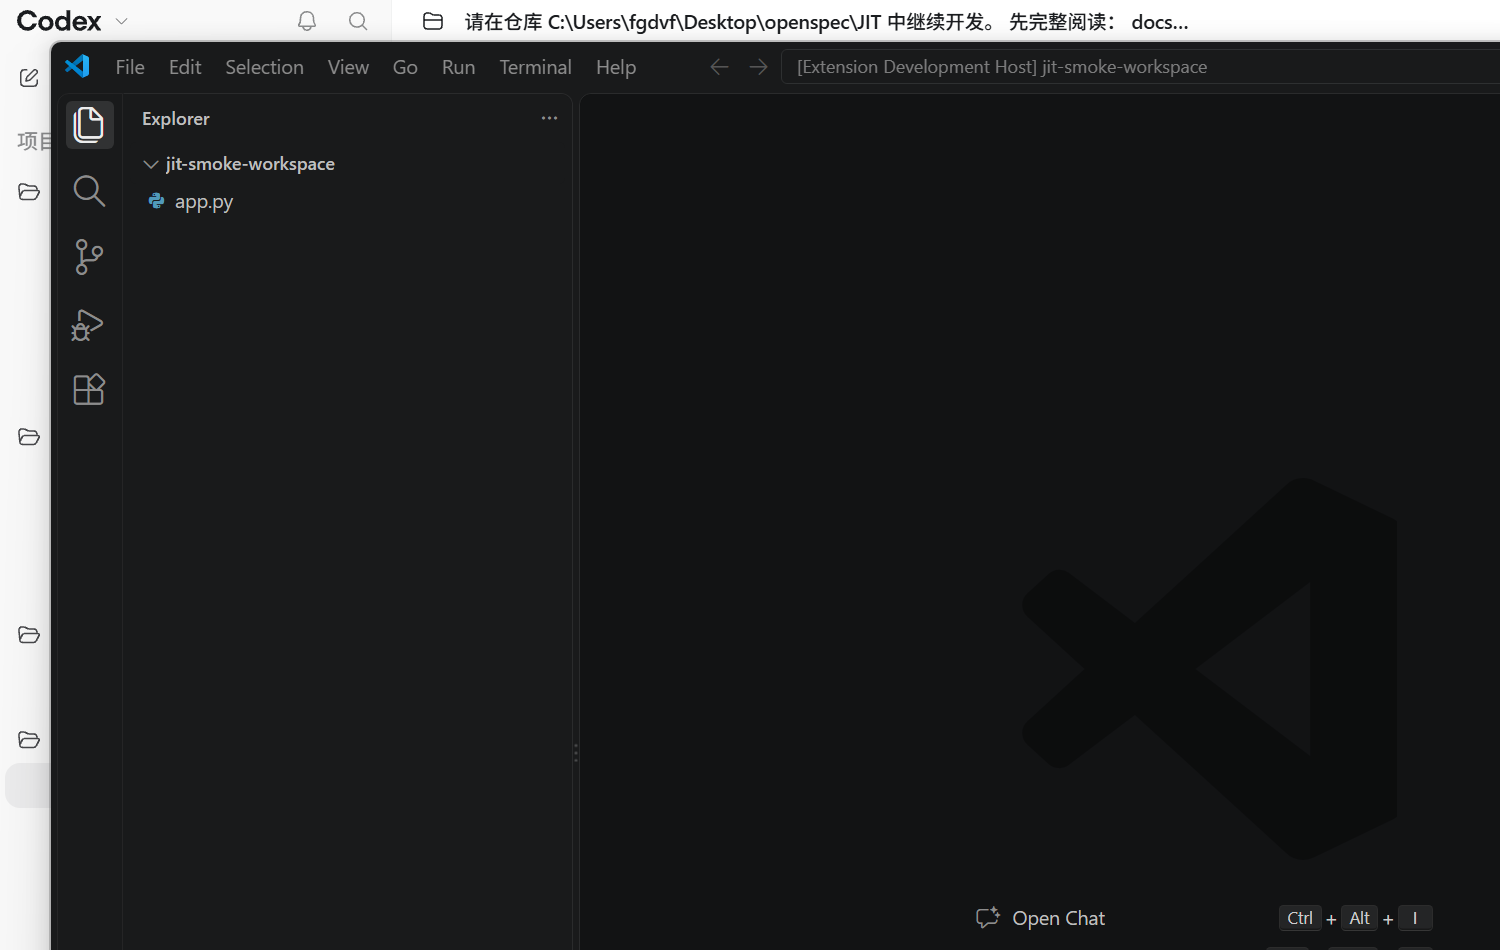 Codex
请在仓库 C:\Users\fgdvf\Desktop\openspec\JIT 中继续开发。 先完整阅读： docs...
File Edit Selection View Go Run Terminal Help
[Extension Development Host] jit-smoke-workspace
Explorer
项目
jit-smoke-workspace
app.py
Open Chat Ctrl + Alt + I